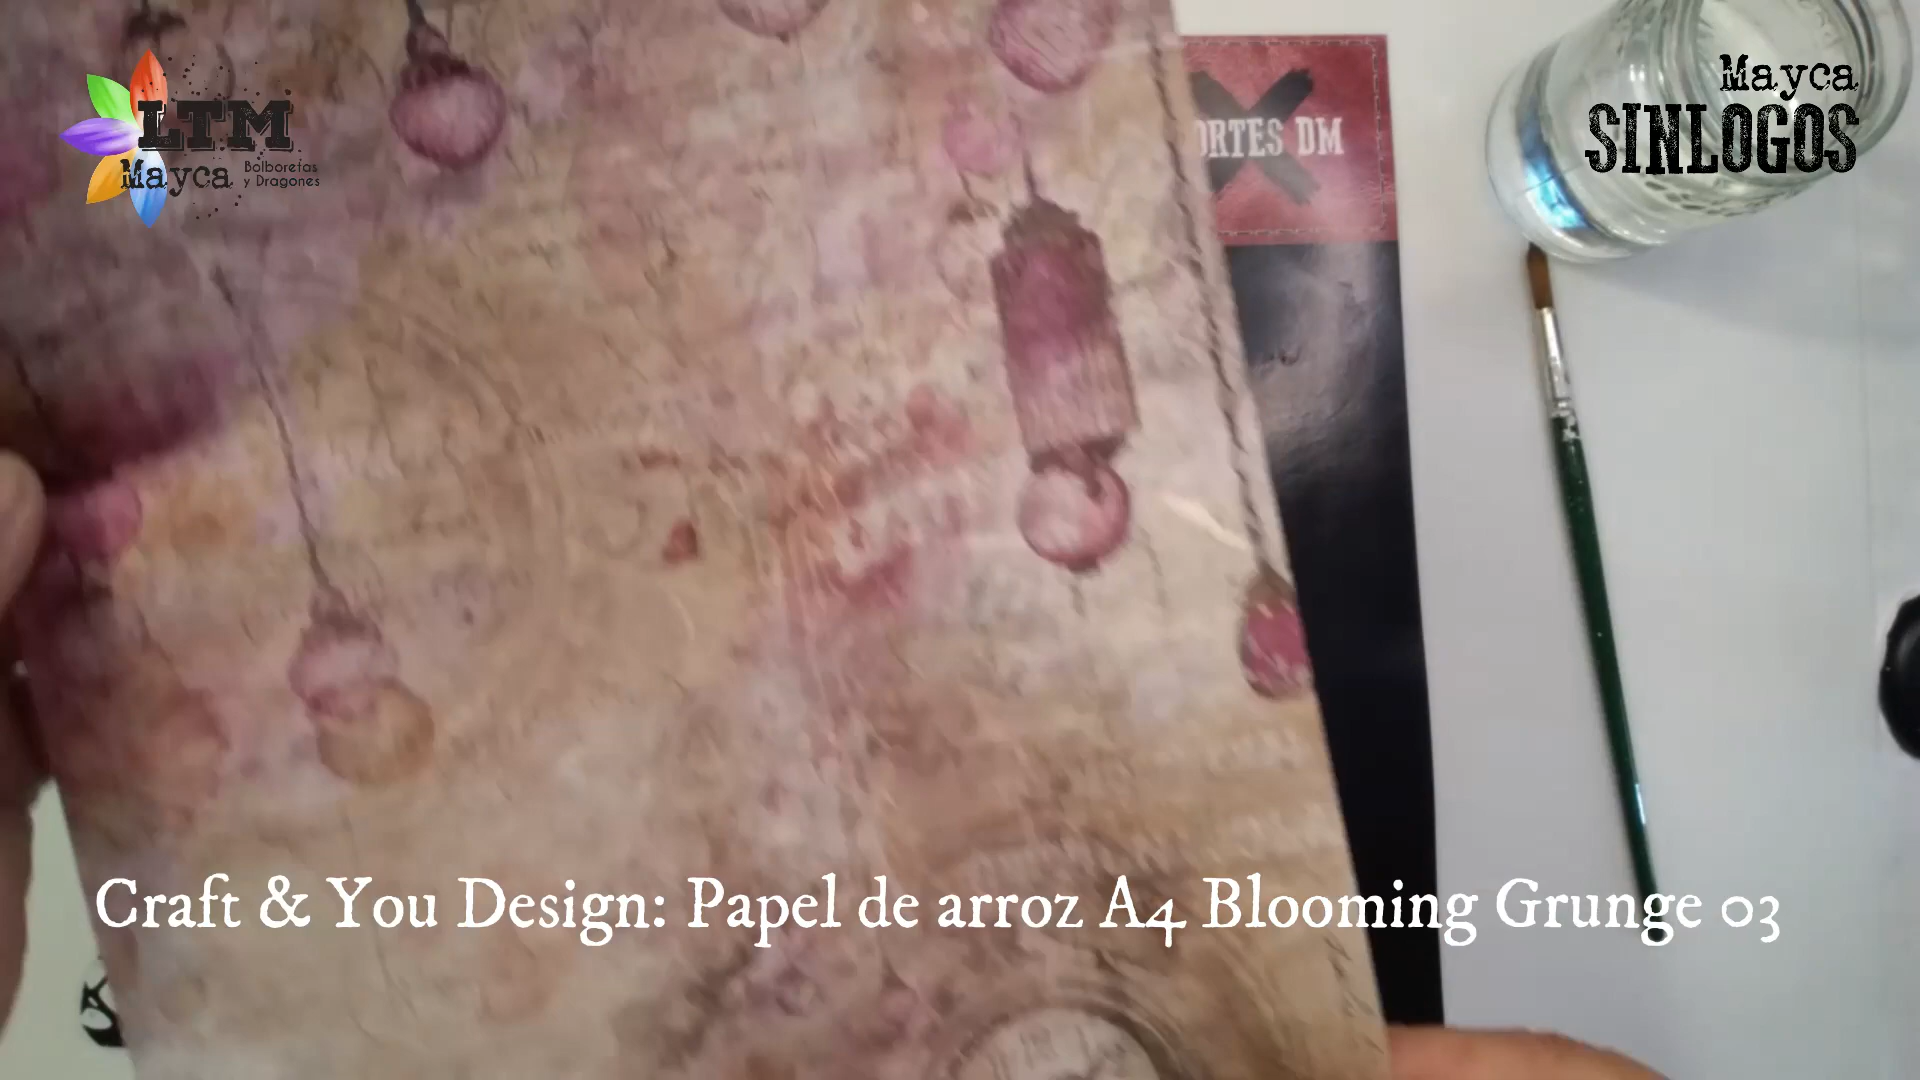 LTM
Mayca
Bolboretas
y Dragones
Mayca
SINLOGOS
ORTES DM
Craft & You Design: Papel de arroz A4 Blooming Grunge 03